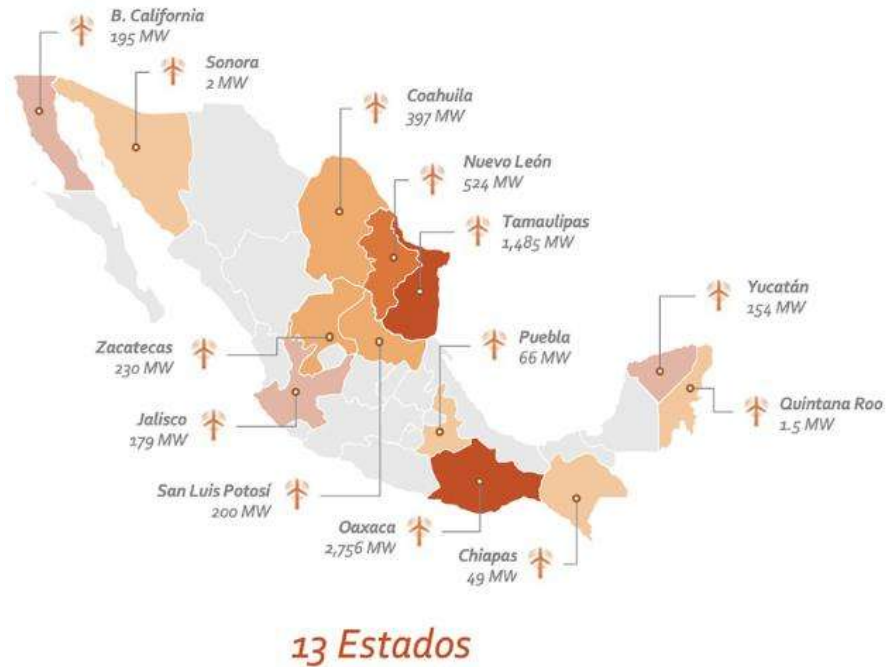 B. California
195 MW
Sonora
2 MW
Coahuila
397 MW
Nuevo León
524 MW
Tamaulipas
1,485 MW
Yucatán
154 MW
Puebla
66 MW
Zacatecas
230 MW
Quintana Roo
1.5 MW
Jalisco
179 MW
San Luis Potosí
200 MW
Oaxaca
2,756 MW
Chiapas
49 MW
13 Estados